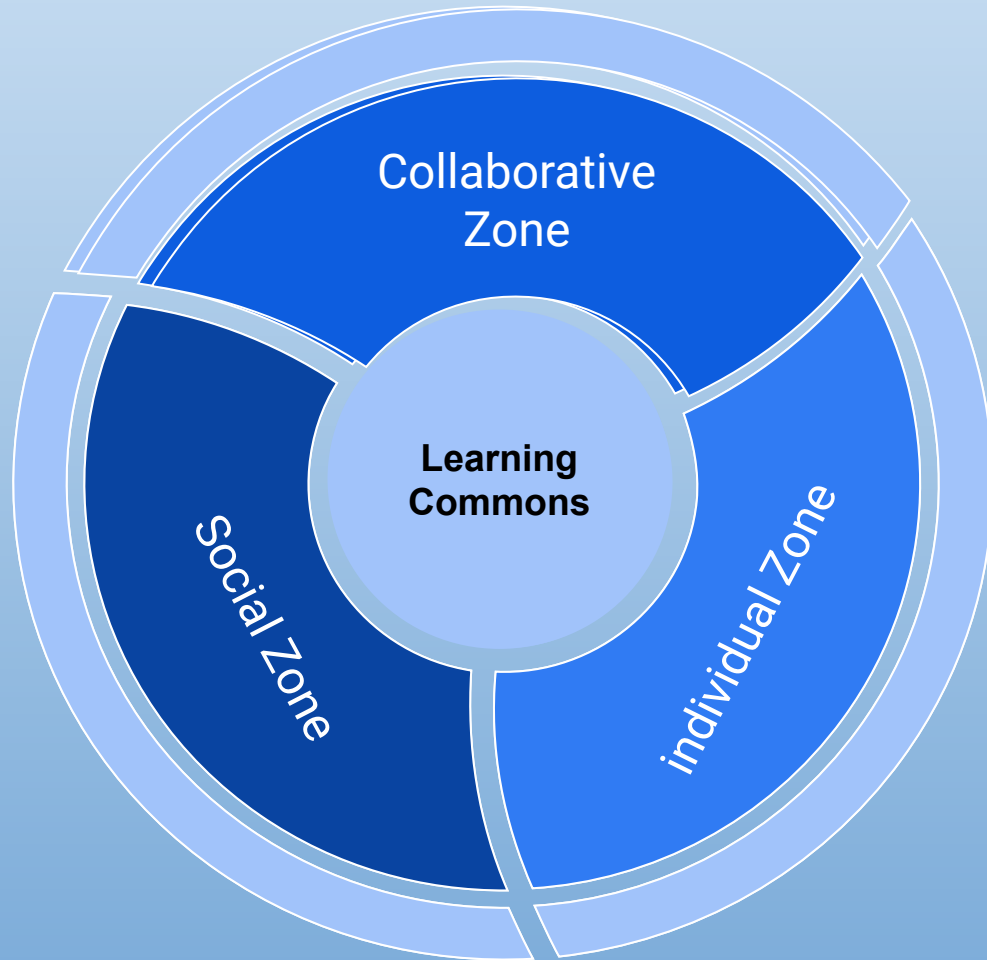 Collaborative
Zone
Learning
Commons
Social Zone
individual Zone